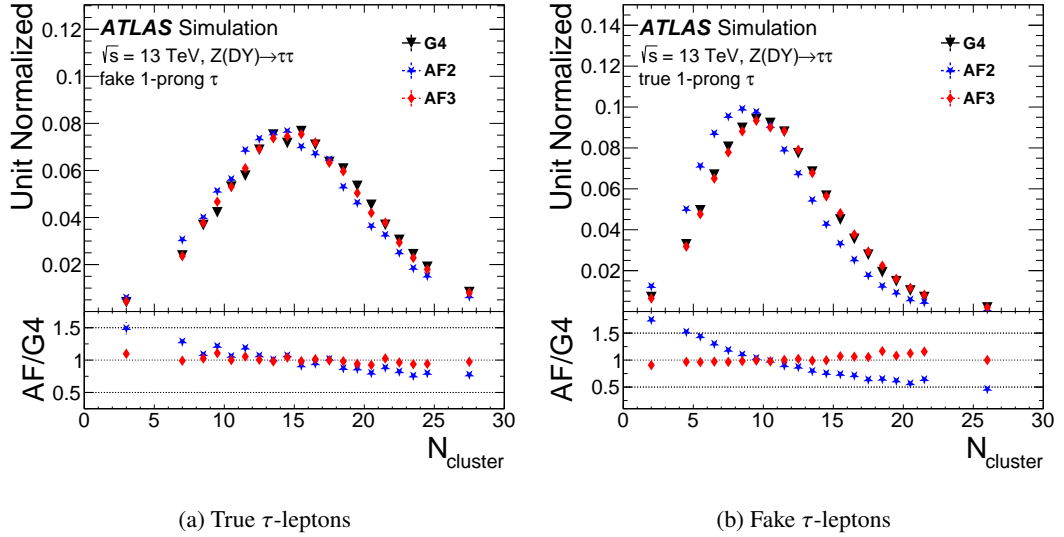 0.12
0.1
0.08
0.06
0.04
0.02
Unit Normalized
ATLAS Simulation
√s = 13 TeV, Z(DY)→ττ
fake 1-prong τ
G4
AF2
AF3
1.5
1
0.5
AF/G4
0 5 10 15 20 25 30
N_cluster
(a) True τ-leptons
0.14
0.12
0.1
0.08
0.06
0.04
0.02
Unit Normalized
ATLAS Simulation
√s = 13 TeV, Z(DY)→ττ
true 1-prong τ
G4
AF2
AF3
1.5
1
0.5
AF/G4
0 5 10 15 20 25 30
N_cluster
(b) Fake τ-leptons